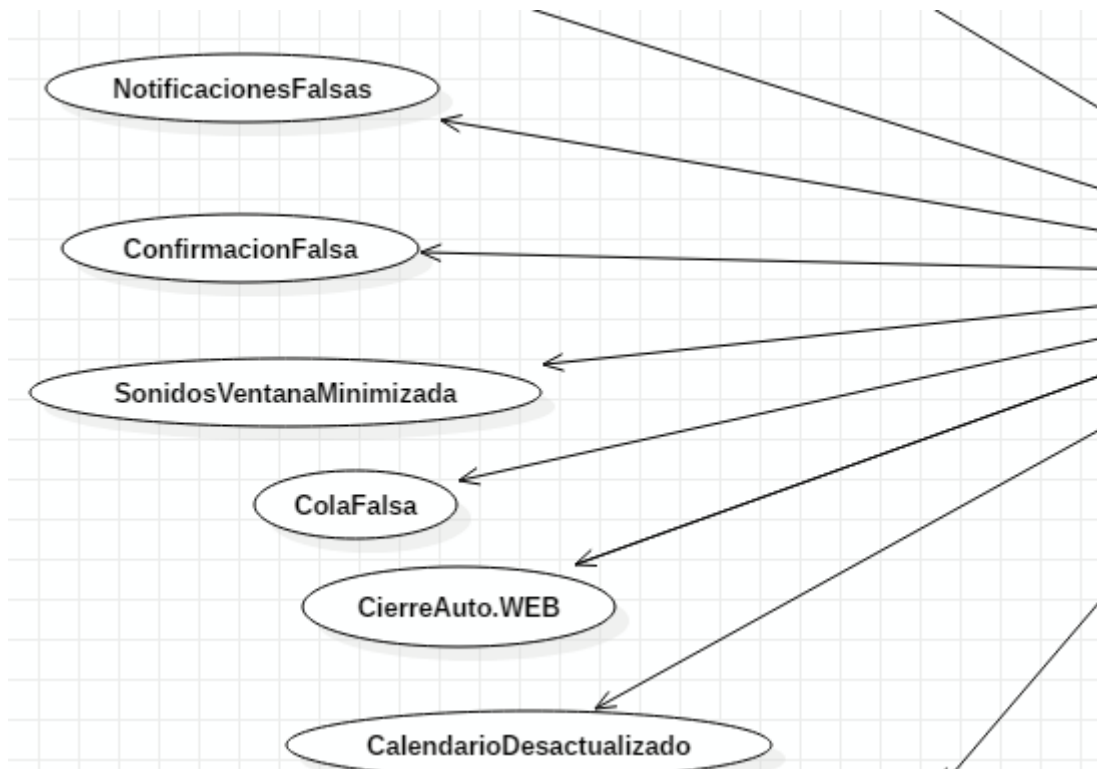 NotificacionesFalsas
ConfirmacionFalsa
SonidosVentanaMinimizada
ColaFalsa
CierreAuto.WEB
CalendarioDesactualizado